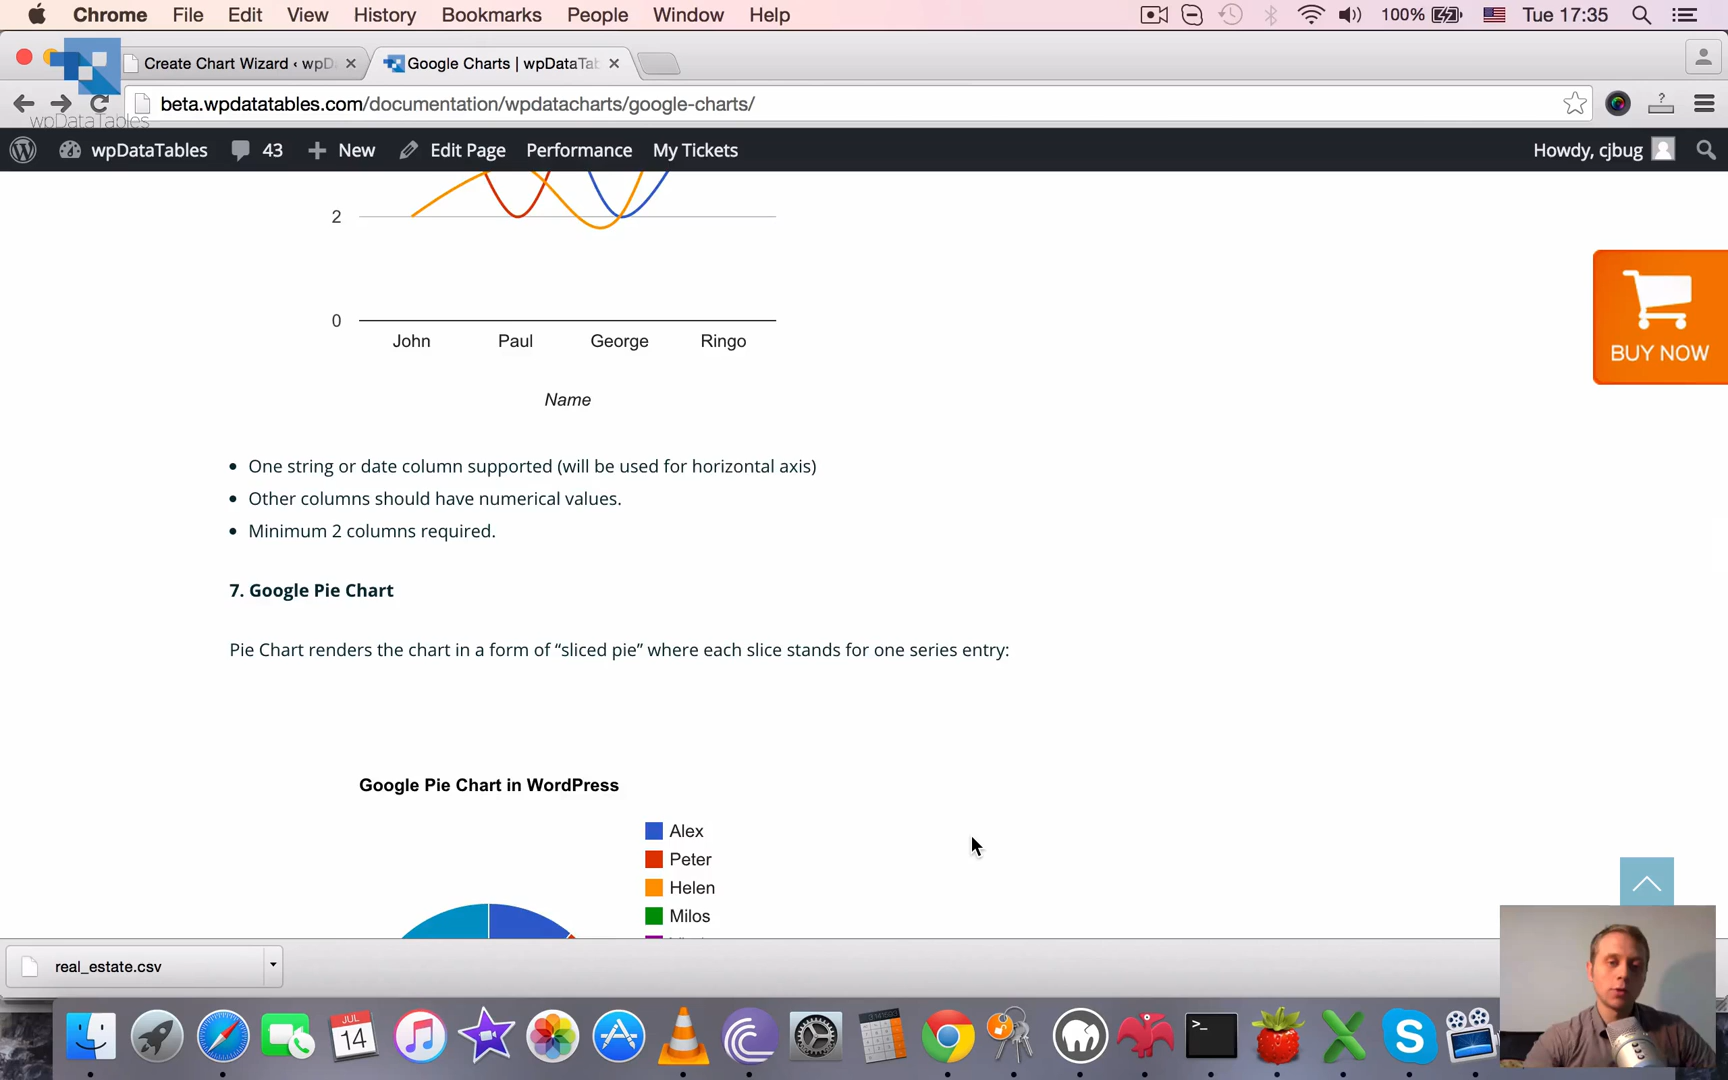 Chrome File Edit View History Bookmarks People Window Help 100% Tue 17:35
Create Chart Wizard ‹ wpD
Google Charts | wpDataTab
beta.wpdatatables.com/documentation/wpdatacharts/google-charts/
wpDataTables
wpDataTables 43 New Edit Page Performance My Tickets Howdy, cjbug
2
0
John Paul George Ringo
Name
BUY NOW
One string or date column supported (will be used for horizontal axis)
Other columns should have numerical values.
Minimum 2 columns required.
7. Google Pie Chart
Pie Chart renders the chart in a form of “sliced pie” where each slice stands for one series entry:
Google Pie Chart in WordPress
Alex
Peter
Helen
Milos
real_estate.csv
JUL
14